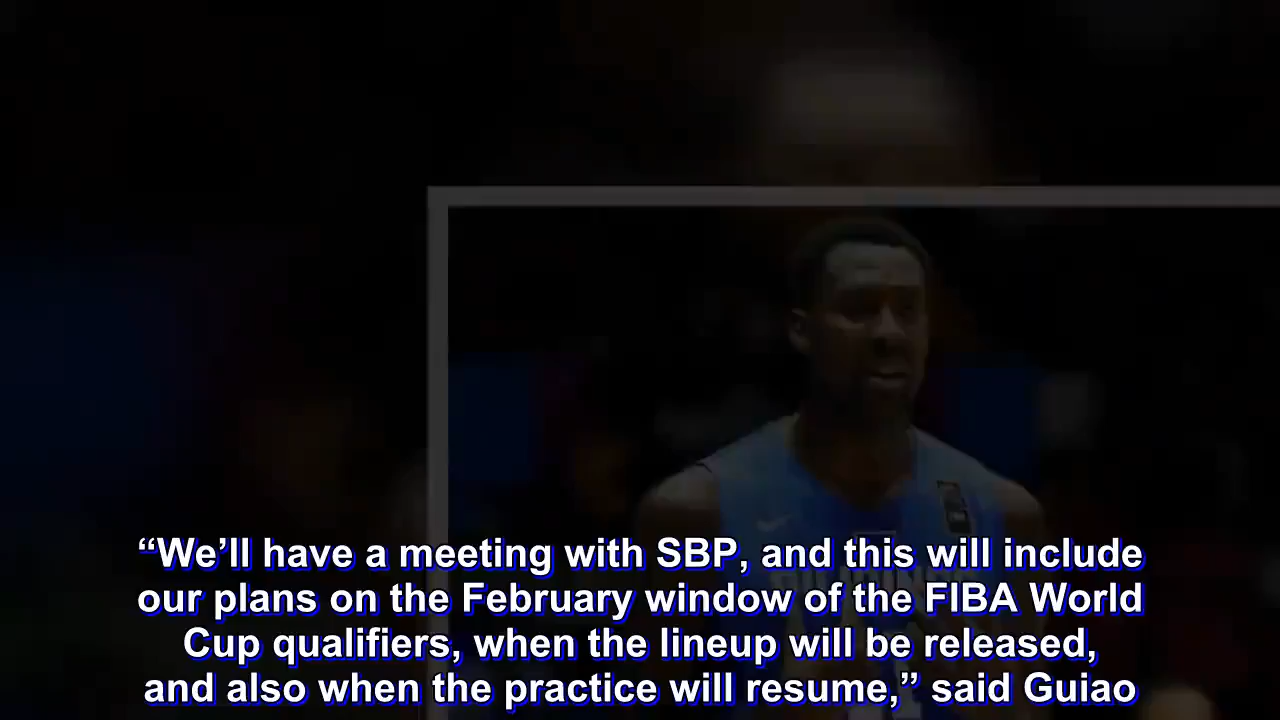 “We’ll have a meeting with SBP, and this will include
our plans on the February window of the FIBA World
Cup qualifiers, when the lineup will be released,
and also when the practice will resume,” said Guiao